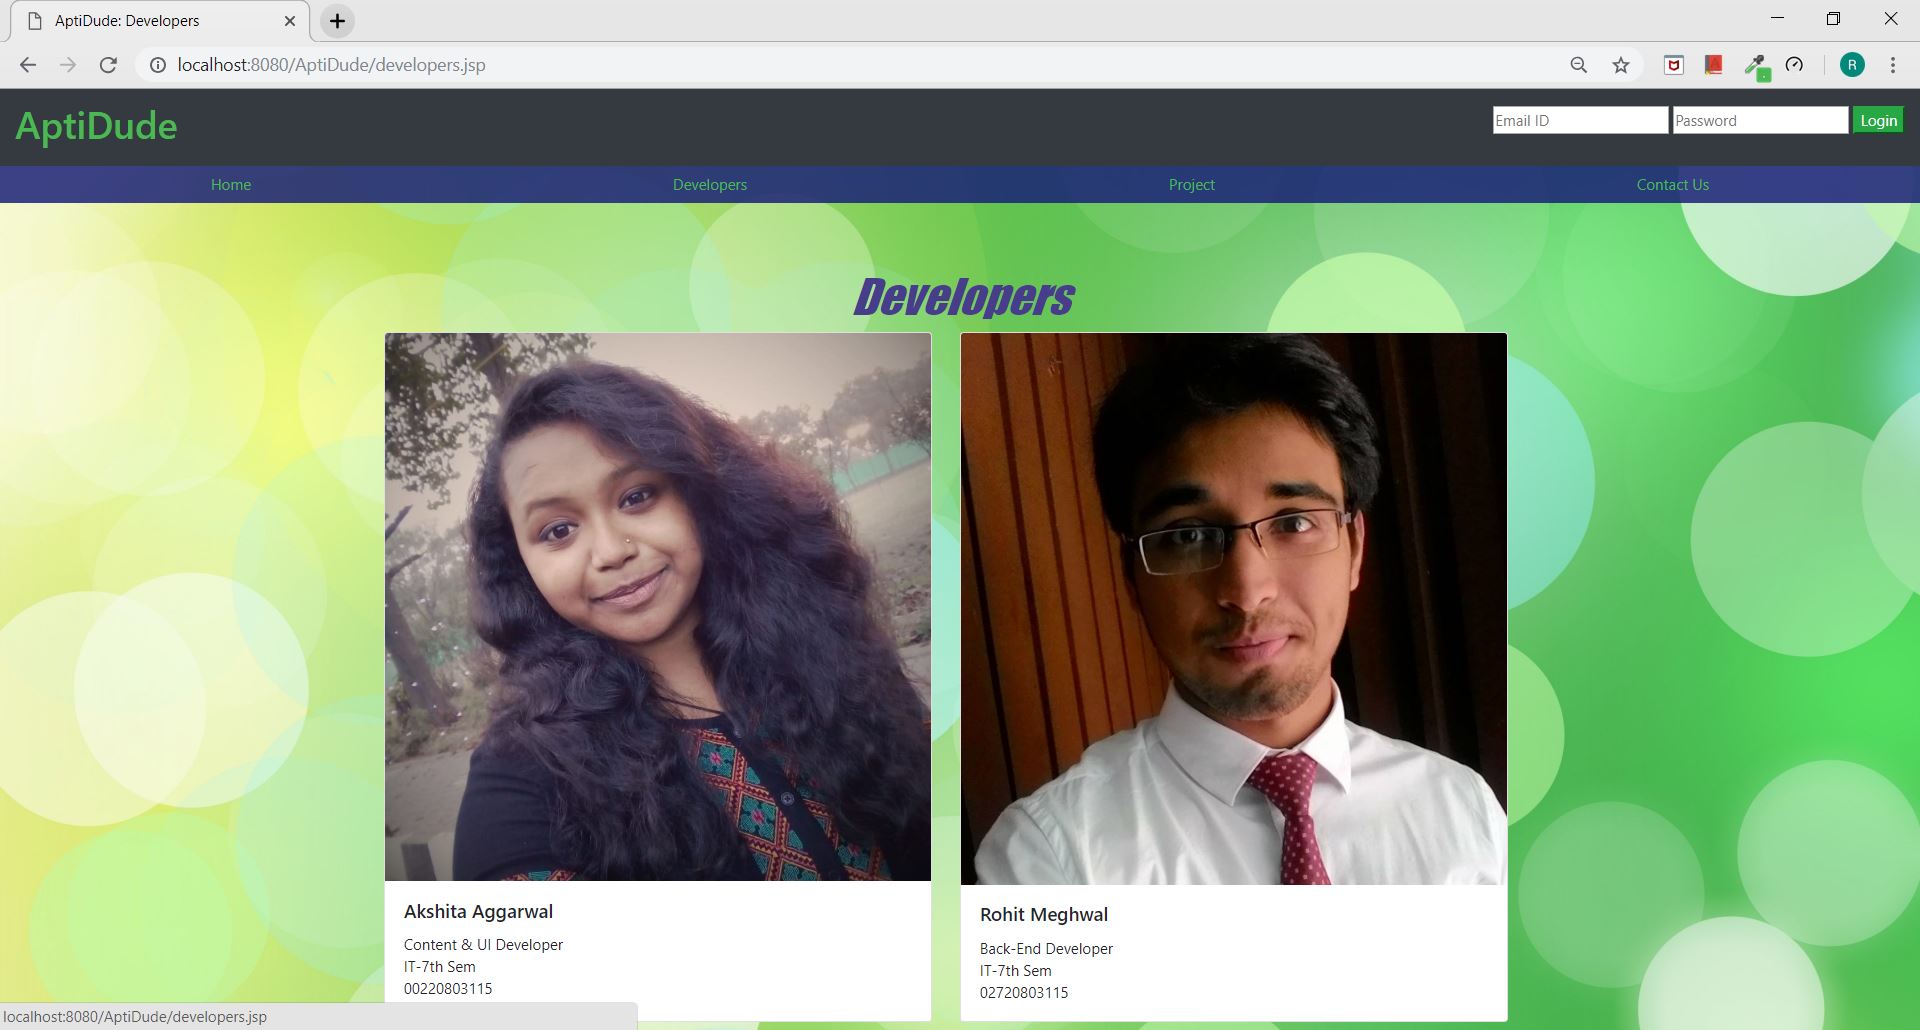 AptiDude: Developers
localhost:8080/AptiDude/developers.jsp
R
AptiDude
Email ID
Password
Login
Home
Developers
Project
Contact Us
Developers
Akshita Aggarwal
Content & UI Developer
IT-7th Sem
00220803115
Rohit Meghwal
Back-End Developer
IT-7th Sem
02720803115
localhost:8080/AptiDude/developers.jsp